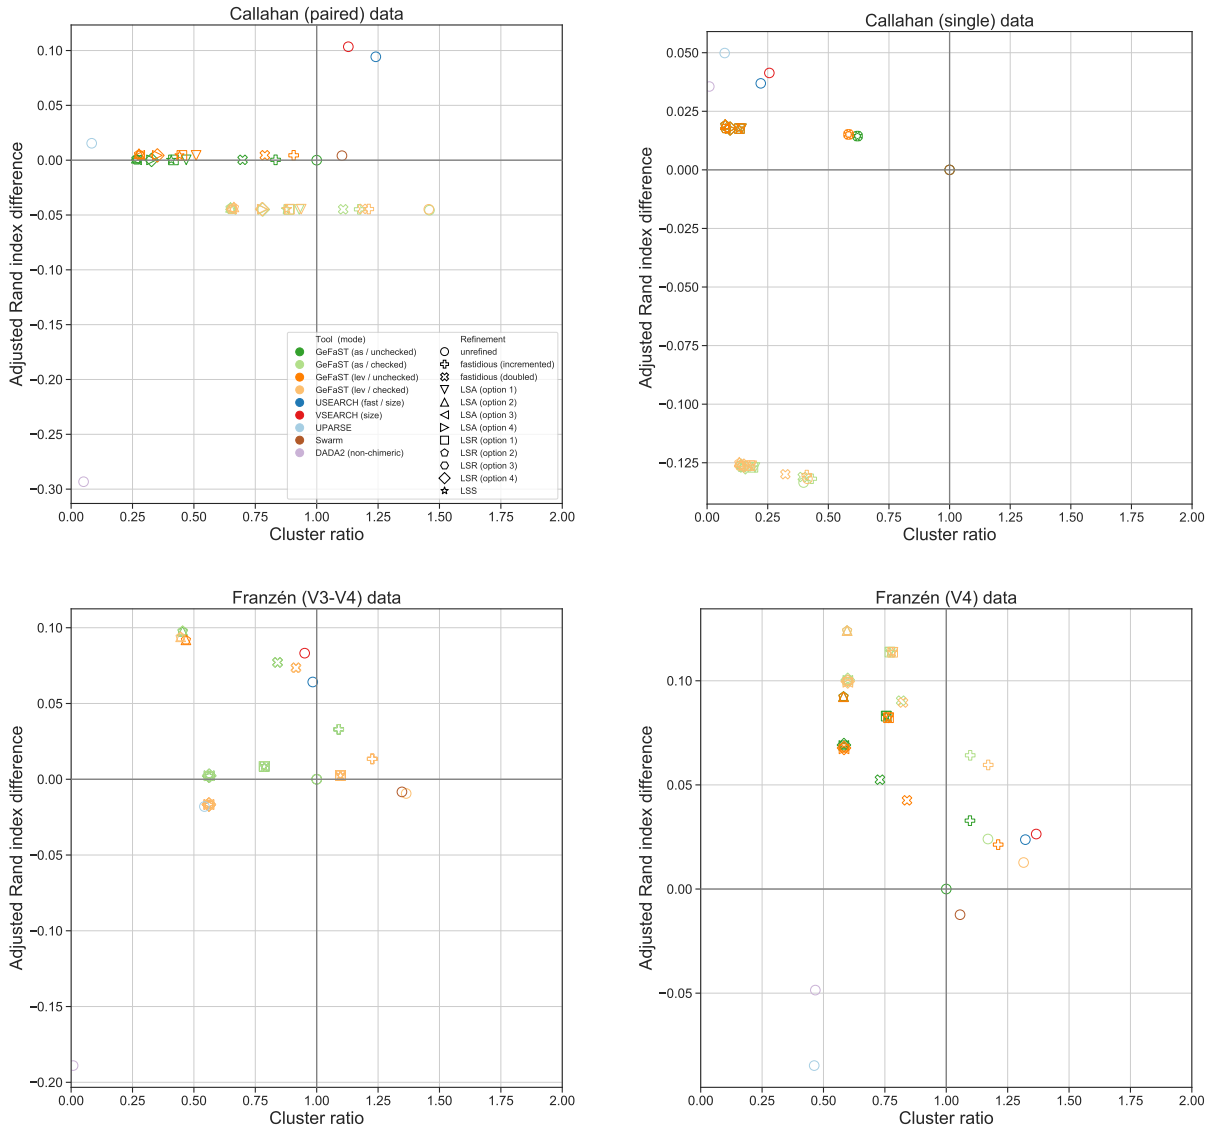 Callahan (paired) data
0.10
0.05
0.00
−0.05
−0.10
−0.15
−0.20
−0.25
−0.30
Adjusted Rand index difference
Tool (mode)
GeFaST (as / unchecked)
GeFaST (as / checked)
GeFaST (lev / unchecked)
GeFaST (lev / checked)
USEARCH (fast / size)
VSEARCH (size)
UPARSE
Swarm
DADA2 (non-chimeric)
Refinement
unrefined
fastidious (incremented)
fastidious (doubled)
LSA (option 1)
LSA (option 2)
LSA (option 3)
LSA (option 4)
LSR (option 1)
LSR (option 2)
LSR (option 3)
LSR (option 4)
LSS
0.00 0.25 0.50 0.75 1.00 1.25 1.50 1.75 2.00
Cluster ratio
Callahan (single) data
0.050
0.025
0.000
−0.025
−0.050
−0.075
−0.100
−0.125
Adjusted Rand index difference
0.00 0.25 0.50 0.75 1.00 1.25 1.50 1.75 2.00
Cluster ratio
Franzén (V3-V4) data
0.10
0.05
0.00
−0.05
−0.10
−0.15
−0.20
Adjusted Rand index difference
0.00 0.25 0.50 0.75 1.00 1.25 1.50 1.75 2.00
Cluster ratio
Franzén (V4) data
0.10
0.05
0.00
−0.05
Adjusted Rand index difference
0.00 0.25 0.50 0.75 1.00 1.25 1.50 1.75 2.00
Cluster ratio